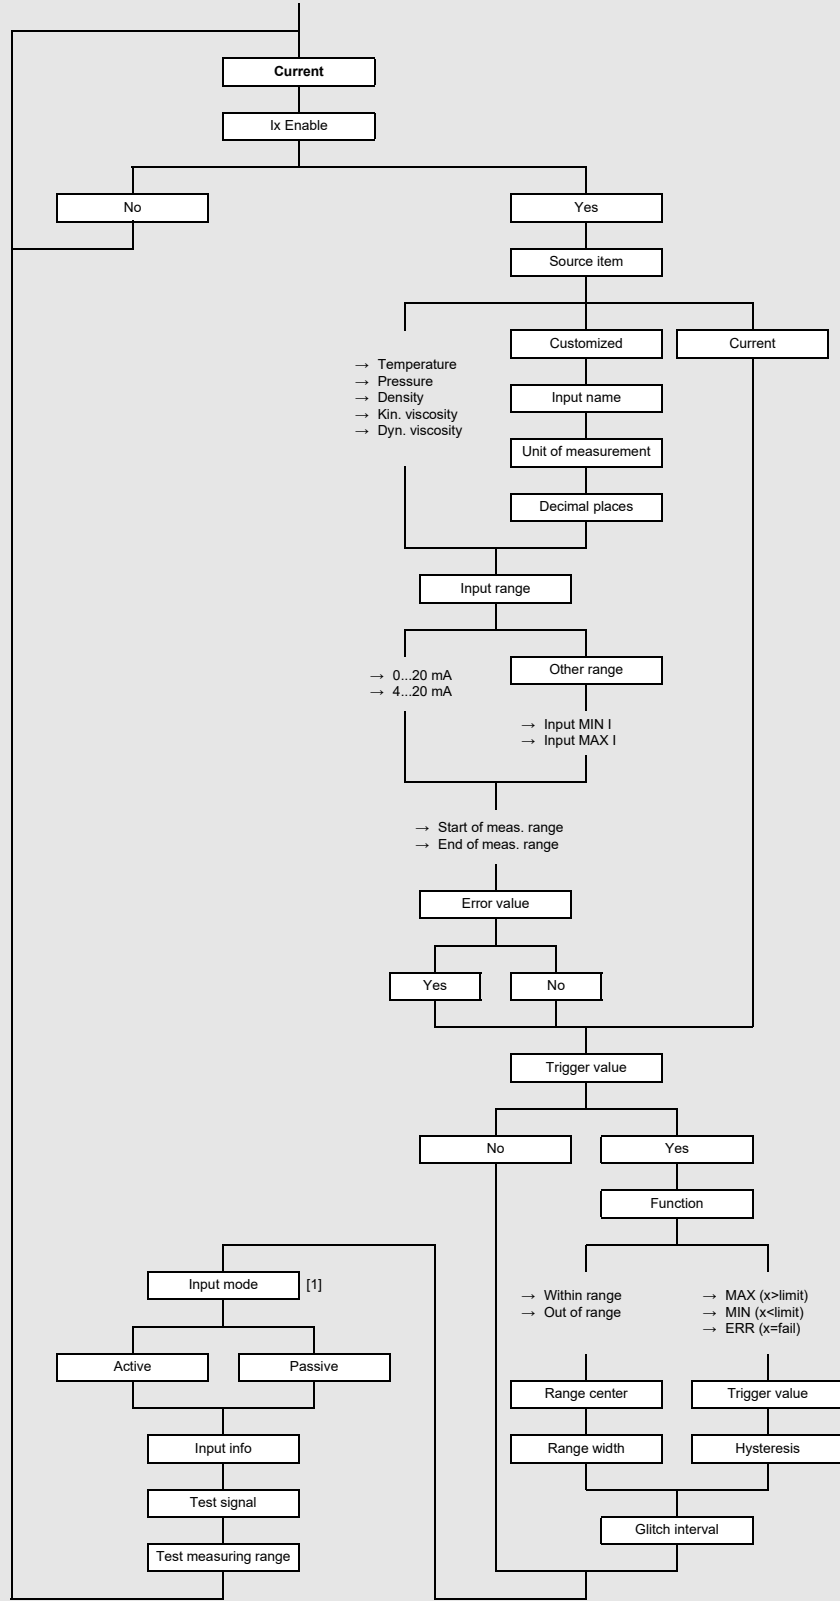 Current
Ix Enable
No
Yes
Source item
Customized
Current
→ Temperature
→ Pressure
→ Density
→ Kin. viscosity
→ Dyn. viscosity
Input name
Unit of measurement
Decimal places
Input range
→ 0...20 mA
→ 4...20 mA
Other range
→ Input MIN I
→ Input MAX I
→ Start of meas. range
→ End of meas. range
Error value
Yes
No
Trigger value
No
Yes
Function
→ Within range
→ Out of range
→ MAX (x>limit)
→ MIN (x<limit)
→ ERR (x=fail)
Range center
Trigger value
Range width
Hysteresis
Glitch interval
Input mode [1]
Active
Passive
Input info
Test signal
Test measuring range